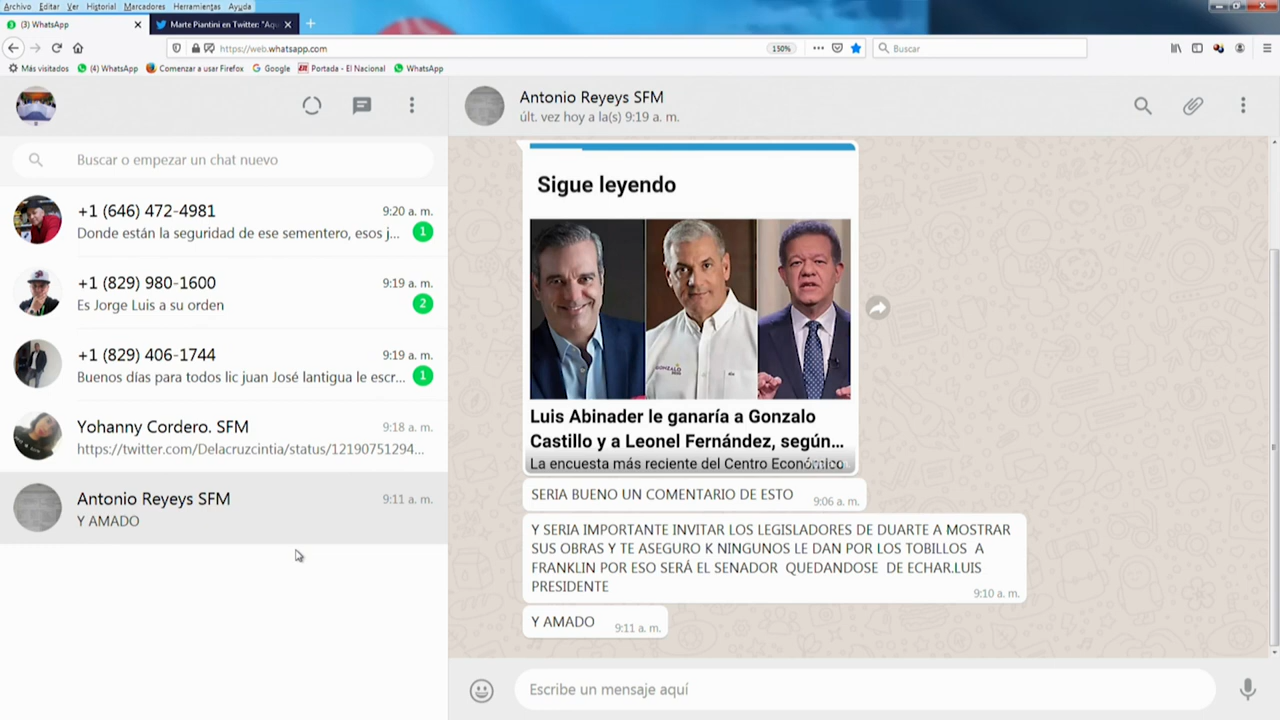 Archivo Editar Ver Historial Marcadores Herramientas Ayuda
(3) WhatsApp
Marte Piantini en Twitter: "Aqu
https://web.whatsapp.com
150%
Buscar
Más visitados
(4) WhatsApp
Comenzar a usar Firefox
Google
Portada - El Nacional
WhatsApp
Buscar o empezar un chat nuevo
+1 (646) 472-4981
9:20 a. m.
Donde están la seguridad de ese sementero, esos j...
1
+1 (829) 980-1600
9:19 a. m.
Es Jorge Luis a su orden
2
+1 (829) 406-1744
9:19 a. m.
Buenos días para todos lic juan José lantigua le escr...
1
Yohanny Cordero. SFM
9:18 a. m.
https://twitter.com/Delacruzcintia/status/12190751294...
Antonio Reyeys SFM
9:11 a. m.
Y AMADO
Antonio Reyeys SFM
últ. vez hoy a la(s) 9:19 a. m.
Sigue leyendo
GONZALO
Luis Abinader le ganaría a Gonzalo
Castillo y a Leonel Fernández, según...
La encuesta más reciente del Centro Económico
SERIA BUENO UN COMENTARIO DE ESTO
9:06 a. m.
Y SERIA IMPORTANTE INVITAR LOS LEGISLADORES DE DUARTE A MOSTRAR
SUS OBRAS Y TE ASEGURO K NINGUNOS LE DAN POR LOS TOBILLOS A
FRANKLIN POR ESO SERÁ EL SENADOR QUEDANDOSE DE ECHAR.LUIS
PRESIDENTE
9:10 a. m.
Y AMADO
9:11 a. m.
Escribe un mensaje aquí